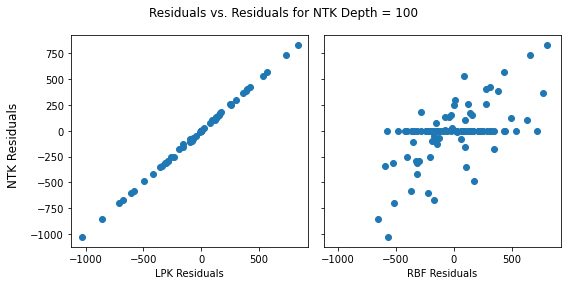 Residuals vs. Residuals for NTK Depth = 100
NTK Residuals
750
500
250
0
−250
−500
−750
−1000
−1000 −500 0 500
LPK Residuals
−1000 −500 0 500
RBF Residuals